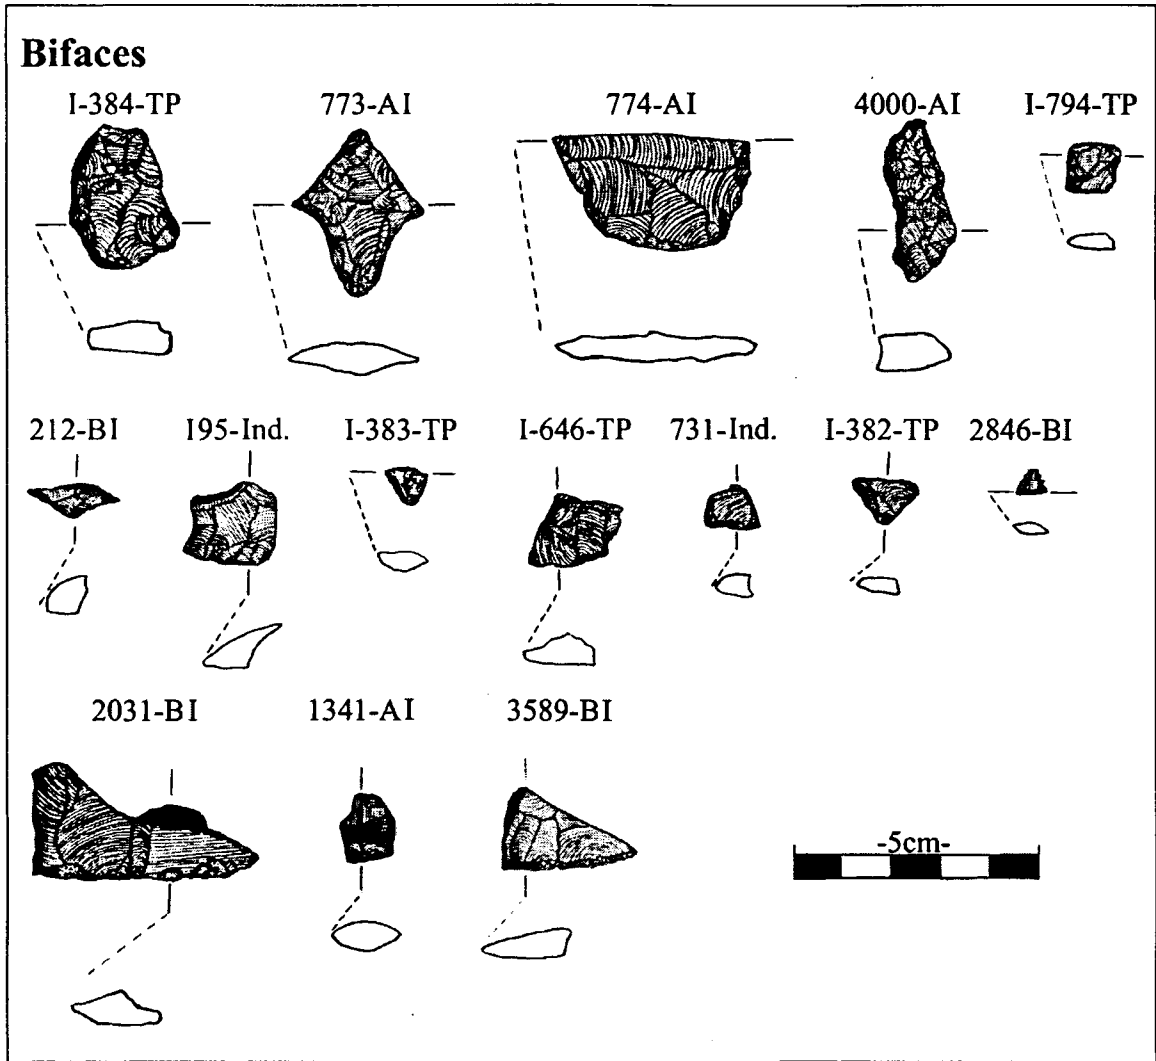 Bifaces
I-384-TP 773-AI 774-AI 4000-AI I-794-TP
212-BI 195-Ind. I-383-TP I-646-TP 731-Ind. I-382-TP 2846-BI
2031-BI 1341-AI 3589-BI
-5cm-